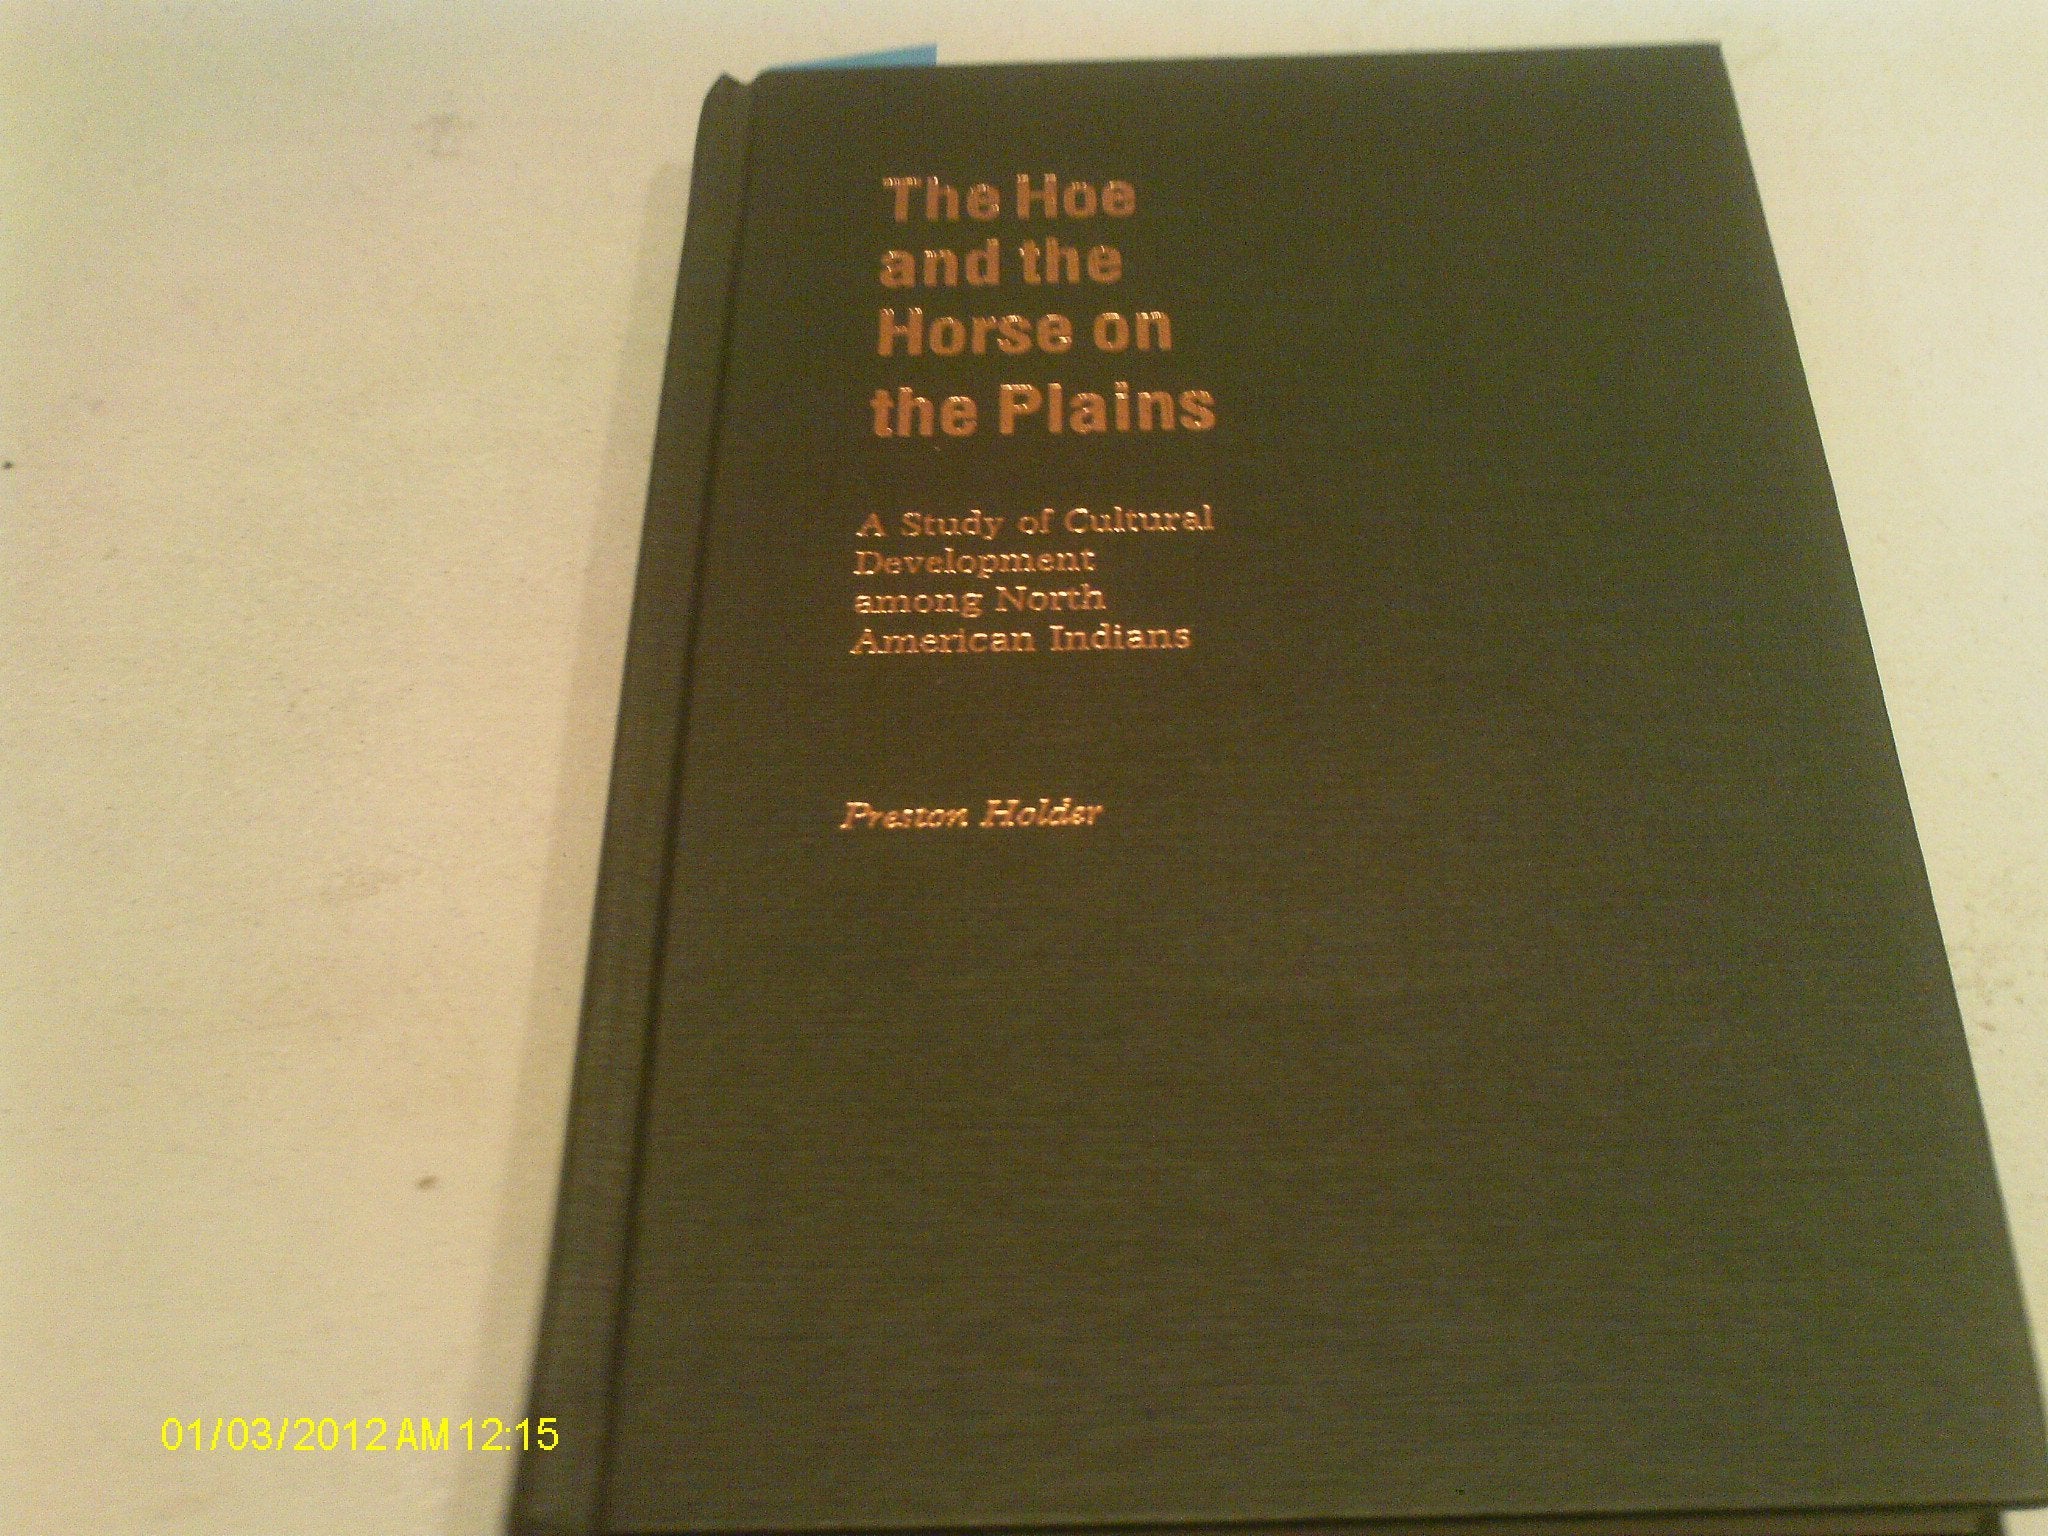 The Hoe
and the
Horse on
the Plains
A Study of Cultural
Development
among North
American Indians
Preston Holder
01/03/2012 AM 12:15